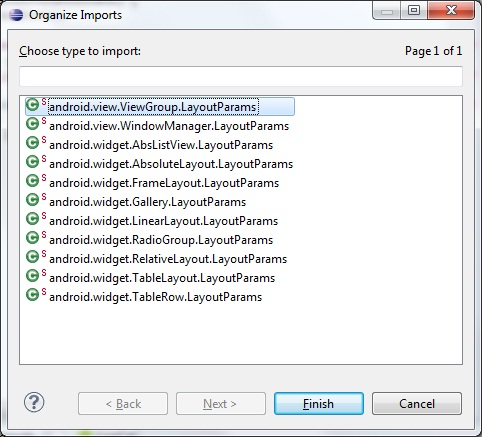 Organize Imports
Choose type to import:
Page 1 of 1
C S android.view.ViewGroup.LayoutParams
C S android.view.WindowManager.LayoutParams
C S android.widget.AbsListView.LayoutParams
C S android.widget.AbsoluteLayout.LayoutParams
C S android.widget.FrameLayout.LayoutParams
C S android.widget.Gallery.LayoutParams
C S android.widget.LinearLayout.LayoutParams
C S android.widget.RadioGroup.LayoutParams
C S android.widget.RelativeLayout.LayoutParams
C S android.widget.TableLayout.LayoutParams
C S android.widget.TableRow.LayoutParams
? < Back Next > Finish Cancel